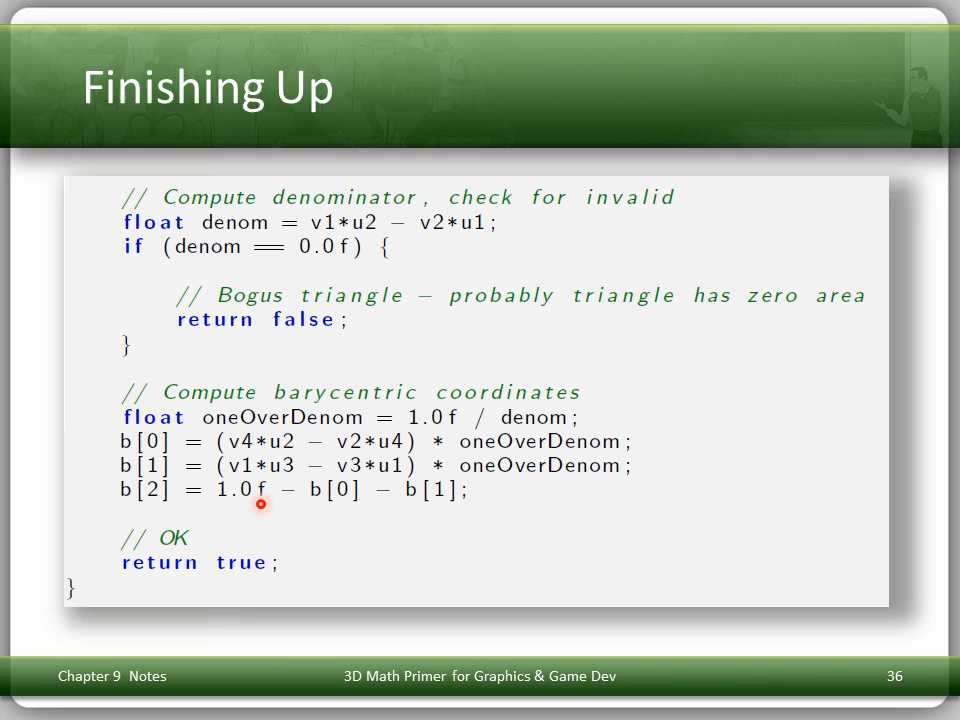 Finishing Up
// Compute denominator, check for invalid
float denom = v1*u2 − v2*u1;
if (denom == 0.0f) {
// Bogus triangle − probably triangle has zero area
return false;
}
// Compute barycentric coordinates
float oneOverDenom = 1.0f / denom;
b[0] = (v4*u2 − v2*u4) * oneOverDenom;
b[1] = (v1*u3 − v3*u1) * oneOverDenom;
b[2] = 1.0f − b[0] − b[1];
// OK
return true;
}
Chapter 9 Notes
3D Math Primer for Graphics & Game Dev
36